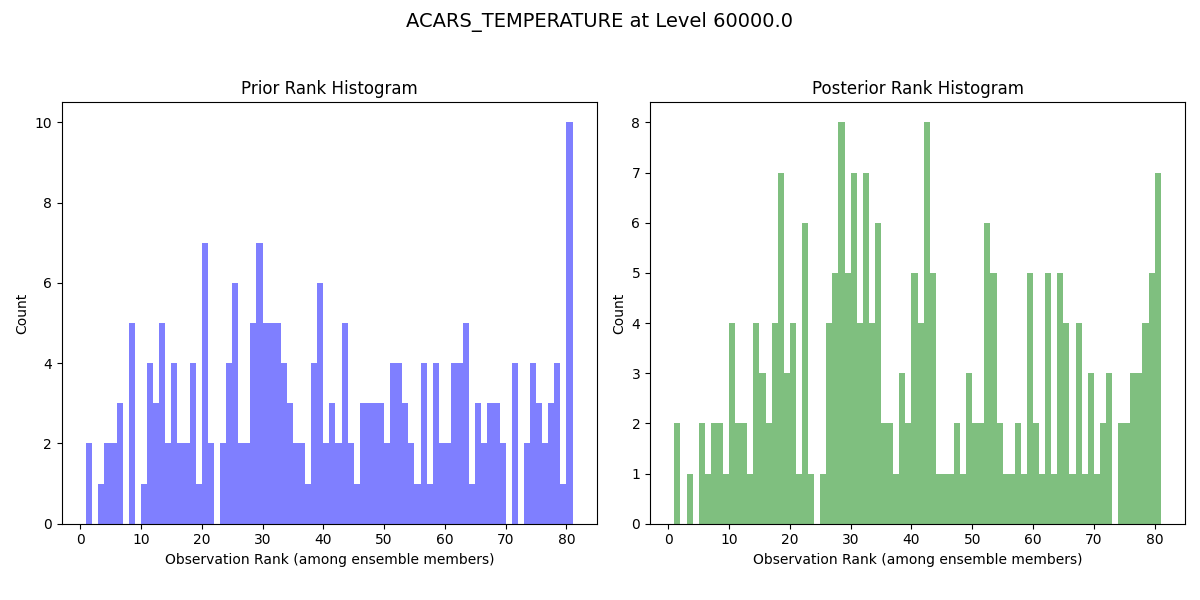 ACARS_TEMPERATURE at Level 60000.0
Prior Rank Histogram
Count
10
8
6
4
2
0
0 10 20 30 40 50 60 70 80
Observation Rank (among ensemble members)
Posterior Rank Histogram
Count
8
7
6
5
4
3
2
1
0
0 10 20 30 40 50 60 70 80
Observation Rank (among ensemble members)